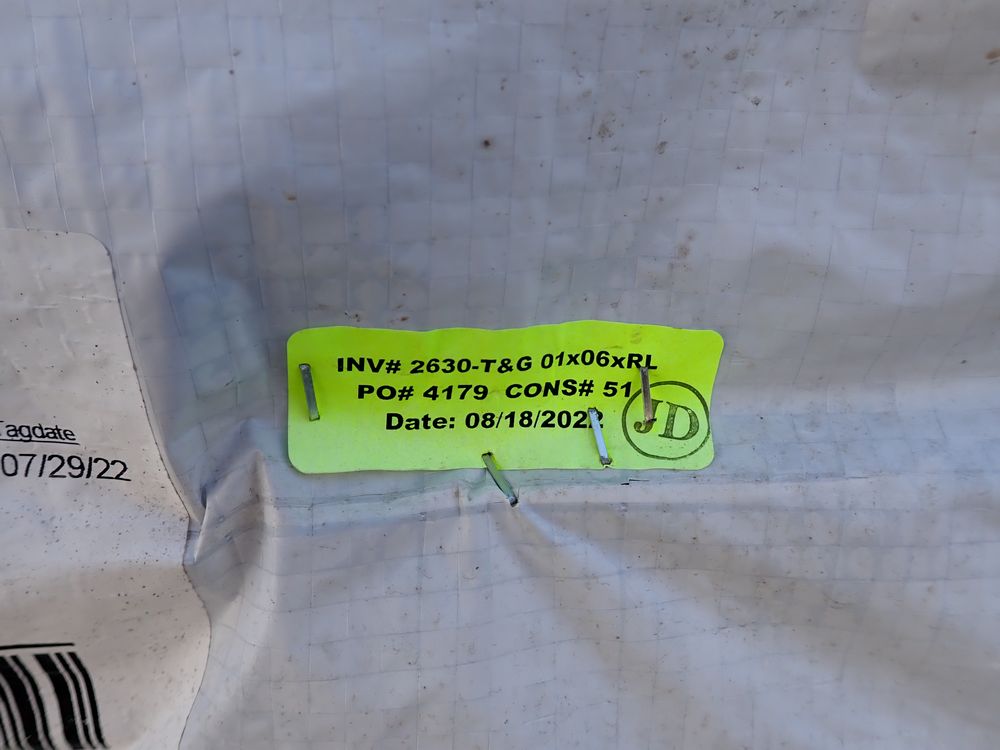 INV# 2630-T&G 01x06xRL
PO# 4179 CONS# 51
Date: 08/18/2022
JD
Tagdate
07/29/22